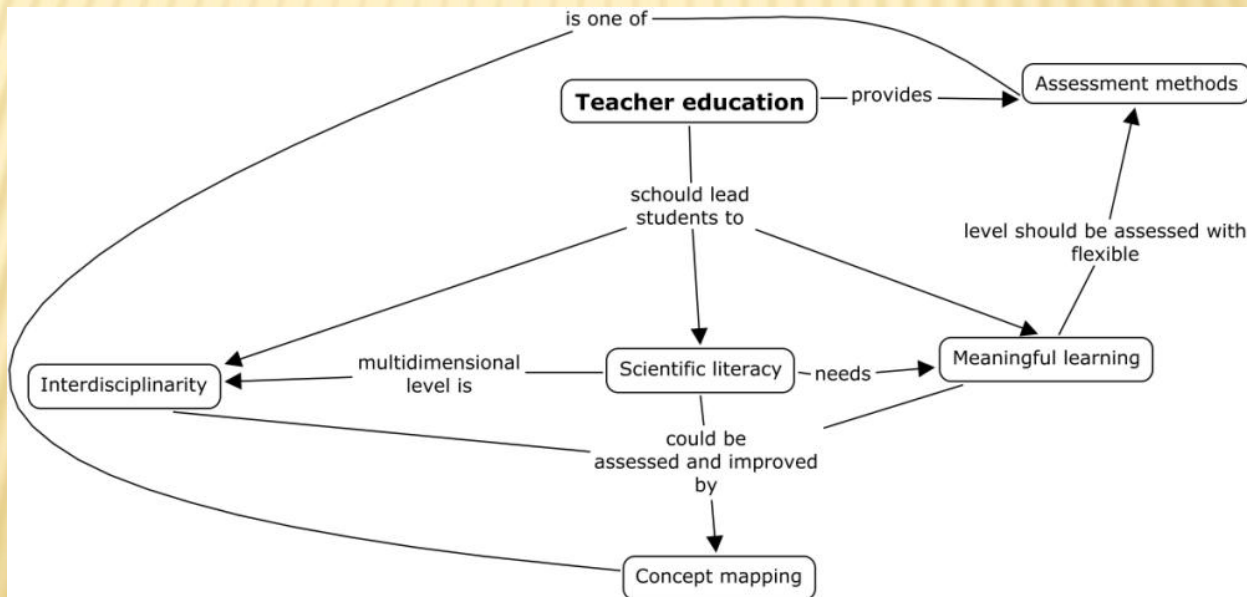 is one of
Teacher education
provides
Assessment methods
schould lead
students to
level should be assessed with
flexible
Interdisciplinarity
multidimensional
level is
Scientific literacy
needs
Meaningful learning
could be
assessed and improved
by
Concept mapping